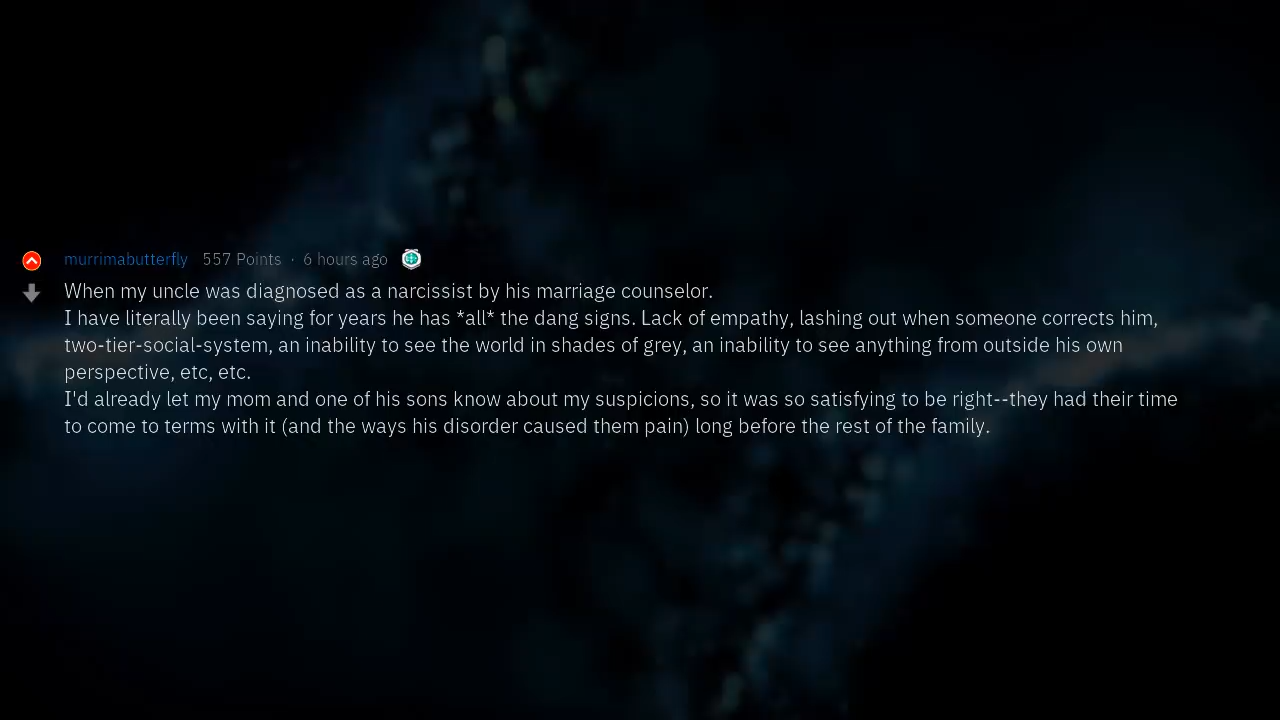 murrimabutterfly 557 Points · 6 hours ago
When my uncle was diagnosed as a narcissist by his marriage counselor.
I have literally been saying for years he has *all* the dang signs. Lack of empathy, lashing out when someone corrects him,
two-tier-social-system, an inability to see the world in shades of grey, an inability to see anything from outside his own
perspective, etc, etc.
I'd already let my mom and one of his sons know about my suspicions, so it was so satisfying to be right--they had their time
to come to terms with it (and the ways his disorder caused them pain) long before the rest of the family.